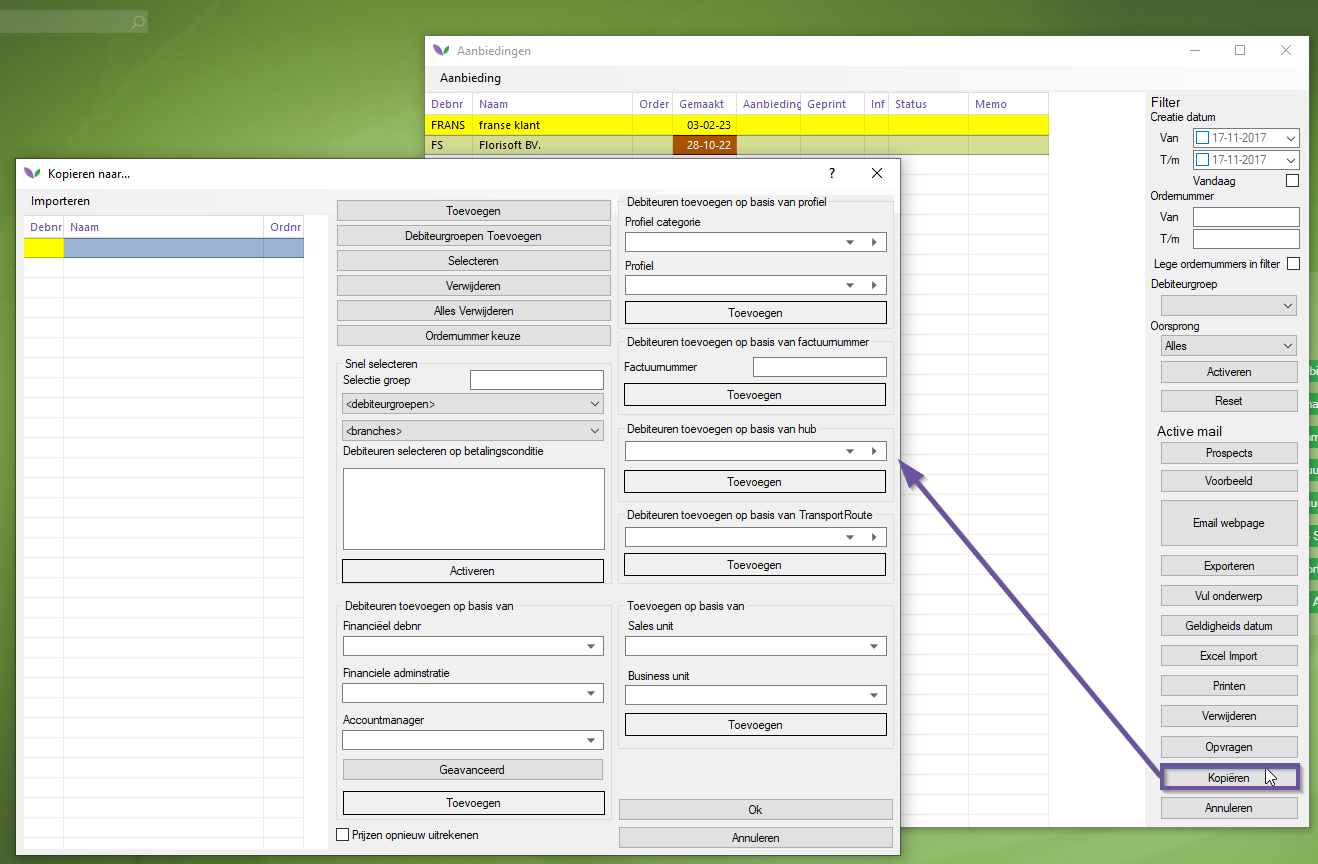 Aanbiedingen
Aanbieding
Debnr Naam Order Gemaakt Aanbieding Geprint Inf Status Memo
FRANS franse klant 03-02-23
FS Florisoft BV. 28-10-22
Filter
Creatie datum
Van 17-11-2017
T/m 17-11-2017
Vandaag
Ordernummer
Van
T/m
Lege ordernummers in filter
Debiteurgroep
Oorsprong
Alles
Activeren
Reset
Active mail
Prospects
Voorbeeld
Email webpage
Exporteren
Vul onderwerp
Geldigheids datum
Excel Import
Printen
Verwijderen
Opvragen
Kopiëren
Annuleren
Kopieren naar...
?
Importeren
Debnr Naam Ordnr
Toevoegen
Debiteurgroepen Toevoegen
Selecteren
Verwijderen
Alles Verwijderen
Ordernummer keuze
Snel selecteren
Selectie groep
<debiteurgroepen>
<branches>
Debiteuren selecteren op betalingsconditie
Activeren
Debiteuren toevoegen op basis van
Financiëel debnr
Financiele adminstratie
Accountmanager
Geavanceerd
Toevoegen
Prijzen opnieuw uitrekenen
Debiteuren toevoegen op basis van profiel
Profiel categorie
Profiel
Toevoegen
Debiteuren toevoegen op basis van factuurnummer
Factuurnummer
Toevoegen
Debiteuren toevoegen op basis van hub
Toevoegen
Debiteuren toevoegen op basis van TransportRoute
Toevoegen
Toevoegen op basis van
Sales unit
Business unit
Toevoegen
Ok
Annuleren